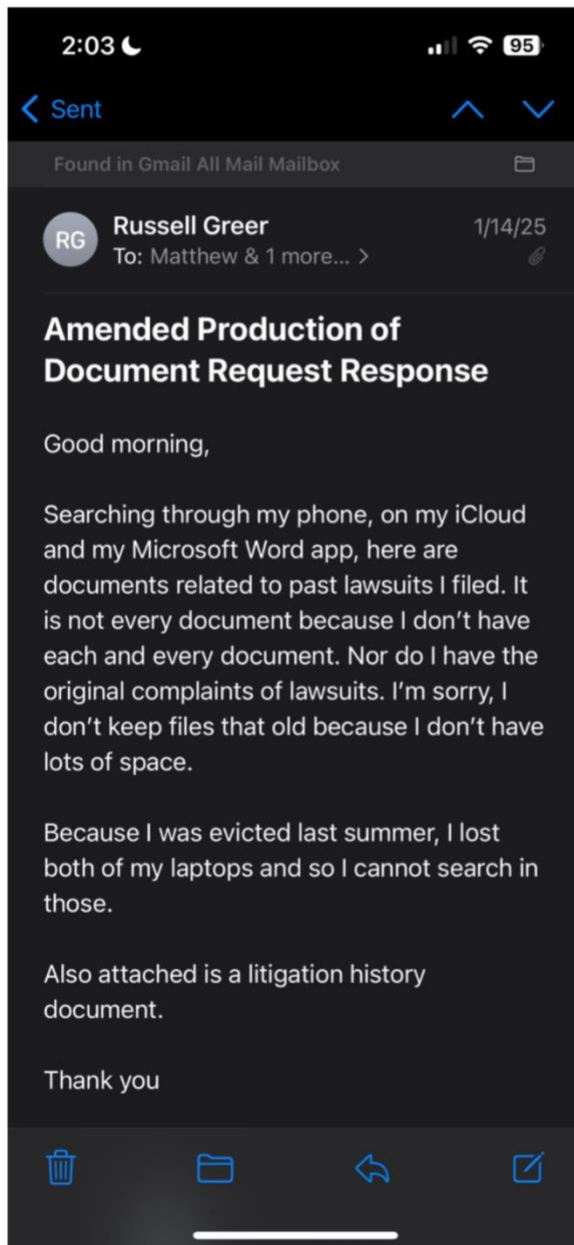 2:03
95
Sent
Found in Gmail All Mail Mailbox
RG
Russell Greer
1/14/25
To: Matthew & 1 more... >
Amended Production of
Document Request Response
Good morning,
Searching through my phone, on my iCloud
and my Microsoft Word app, here are
documents related to past lawsuits I filed. It
is not every document because I don't have
each and every document. Nor do I have the
original complaints of lawsuits. I'm sorry, I
don't keep files that old because I don't have
lots of space.
Because I was evicted last summer, I lost
both of my laptops and so I cannot search in
those.
Also attached is a litigation history
document.
Thank you